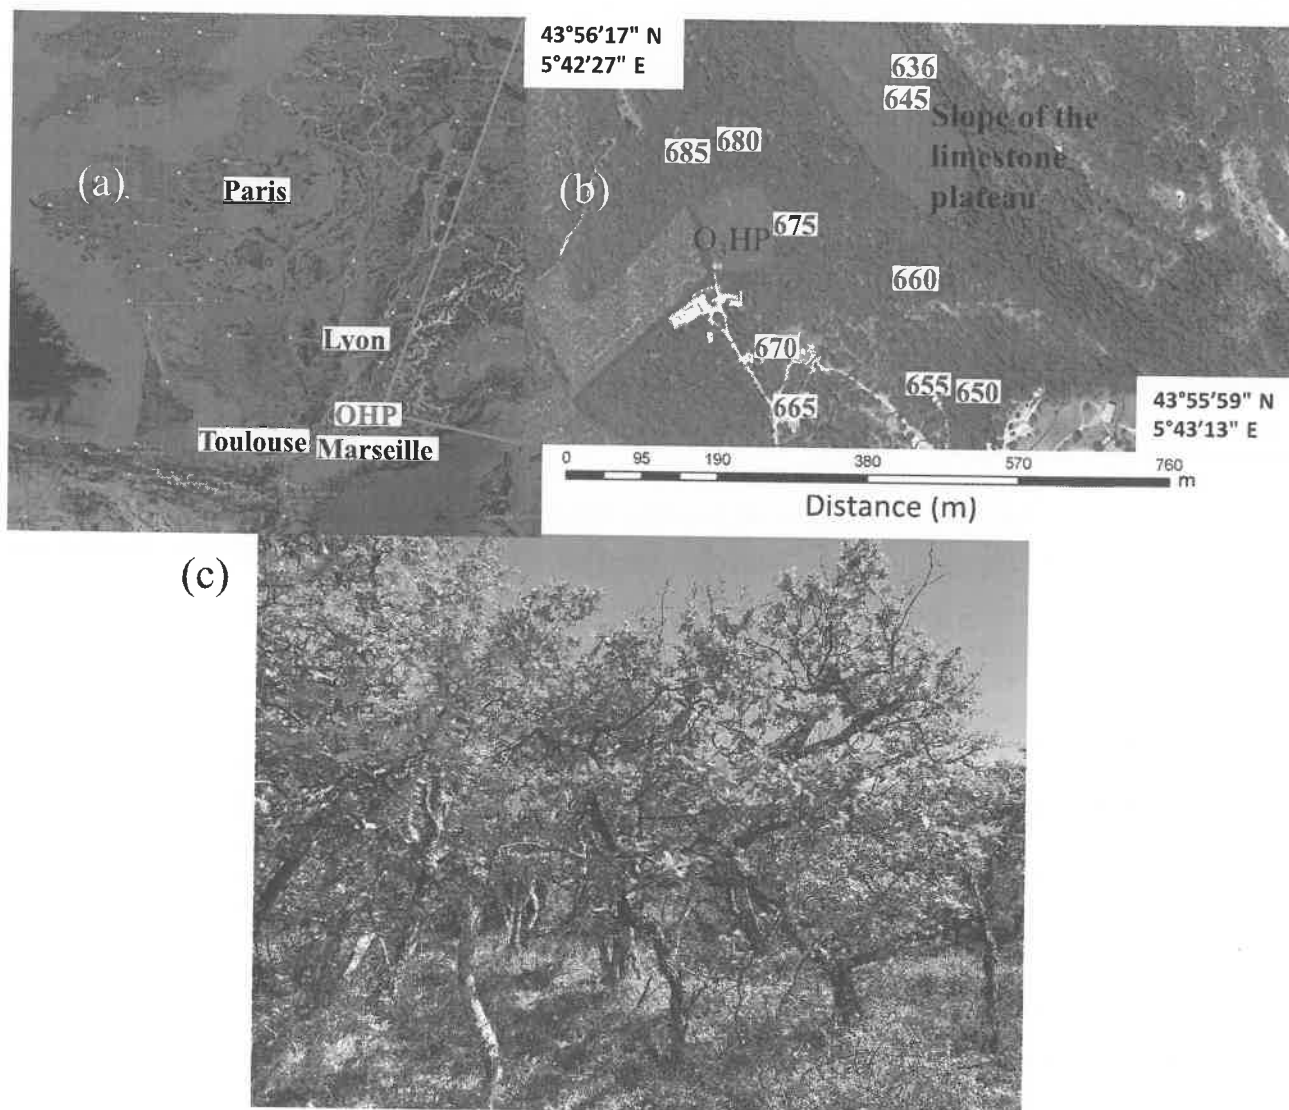 (a)
Paris
Lyon
OHP
Toulouse
Marseille
43°56'17" N
5°42'27" E
(b)
636
645
Slope of the
limestone
plateau
685
680
675
O₃HP
660
670
655
650
665
43°55'59" N
5°43'13" E
0 95 190 380 570 760
m
Distance (m)
(c)